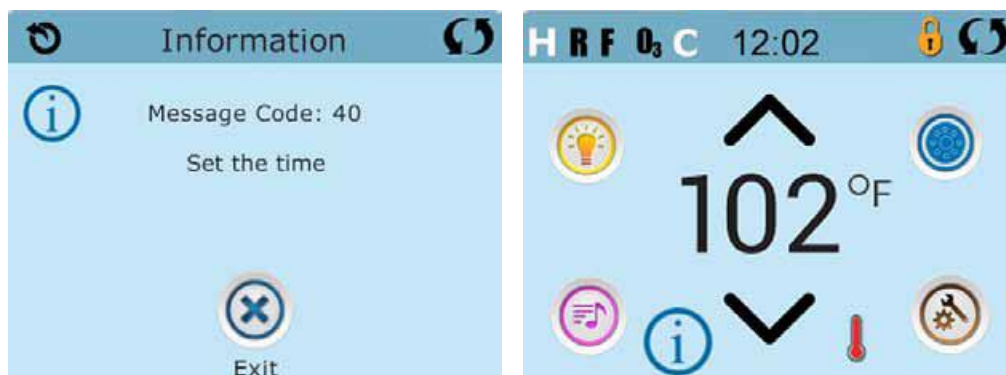 Information
Message Code: 40
Set the time
Exit
H R F O₃ C 12:02
102 °F